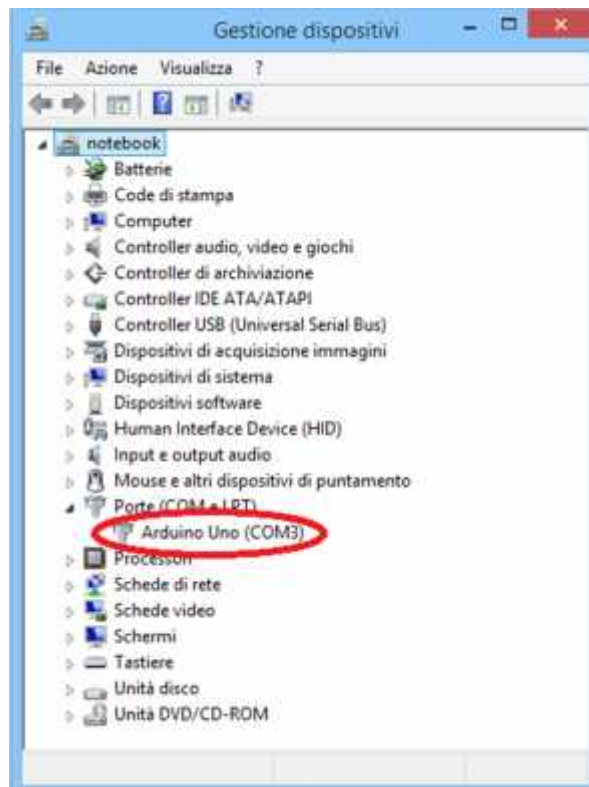 Gestione dispositivi
File Azione Visualizza ?
notebook
Batterie
Code di stampa
Computer
Controller audio, video e giochi
Controller di archiviazione
Controller IDE ATA/ATAPI
Controller USB (Universal Serial Bus)
Dispositivi di acquisizione immagini
Dispositivi di sistema
Dispositivi software
Human Interface Device (HID)
Input e output audio
Mouse e altri dispositivi di puntamento
Porte (COM e LPT)
Arduino Uno (COM3)
Processori
Schede di rete
Schede video
Schermi
Tastiere
Unità disco
Unità DVD/CD-ROM